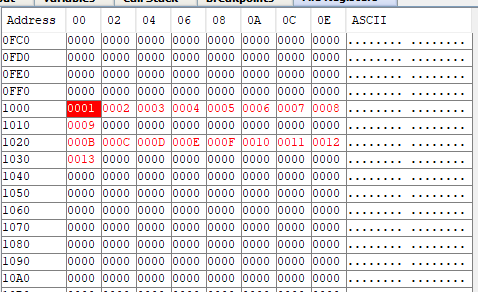 Address 00 02 04 06 08 0A 0C 0E ASCII
0FC0 0000 0000 0000 0000 0000 0000 0000 0000 ........ ........
0FD0 0000 0000 0000 0000 0000 0000 0000 0000 ........ ........
0FE0 0000 0000 0000 0000 0000 0000 0000 0000 ........ ........
0FF0 0000 0000 0000 0000 0000 0000 0000 0000 ........ ........
1000 0001 0002 0003 0004 0005 0006 0007 0008 ........ ........
1010 0009 0000 0000 0000 0000 0000 0000 0000 ........ ........
1020 000B 000C 000D 000E 000F 0010 0011 0012 ........ ........
1030 0013 0000 0000 0000 0000 0000 0000 0000 ........ ........
1040 0000 0000 0000 0000 0000 0000 0000 0000 ........ ........
1050 0000 0000 0000 0000 0000 0000 0000 0000 ........ ........
1060 0000 0000 0000 0000 0000 0000 0000 0000 ........ ........
1070 0000 0000 0000 0000 0000 0000 0000 0000 ........ ........
1080 0000 0000 0000 0000 0000 0000 0000 0000 ........ ........
1090 0000 0000 0000 0000 0000 0000 0000 0000 ........ ........
10A0 0000 0000 0000 0000 0000 0000 0000 0000 ........ ........